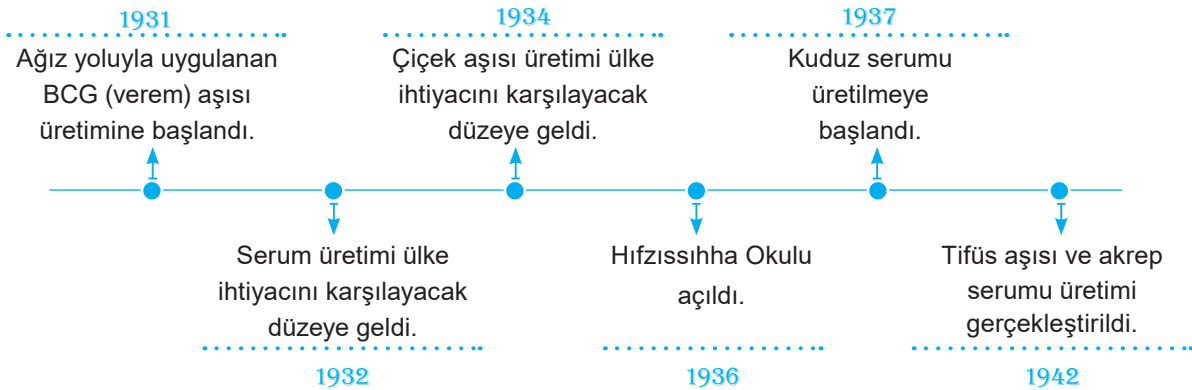 1931
Ağız yoluyla uygulanan
BCG (verem) aşısı
üretimine başlandı.
1934
Çiçek aşısı üretimi ülke
ihtiyacını karşılayacak
düzeye geldi.
1937
Kuduz serumu
üretilmeye
başlandı.
Serum üretimi ülke
ihtiyacını karşılayacak
düzeye geldi.
1932
Hıfzıssıhha Okulu
açıldı.
1936
Tifüs aşısı ve akrep
serumu üretimi
gerçekleştirildi.
1942